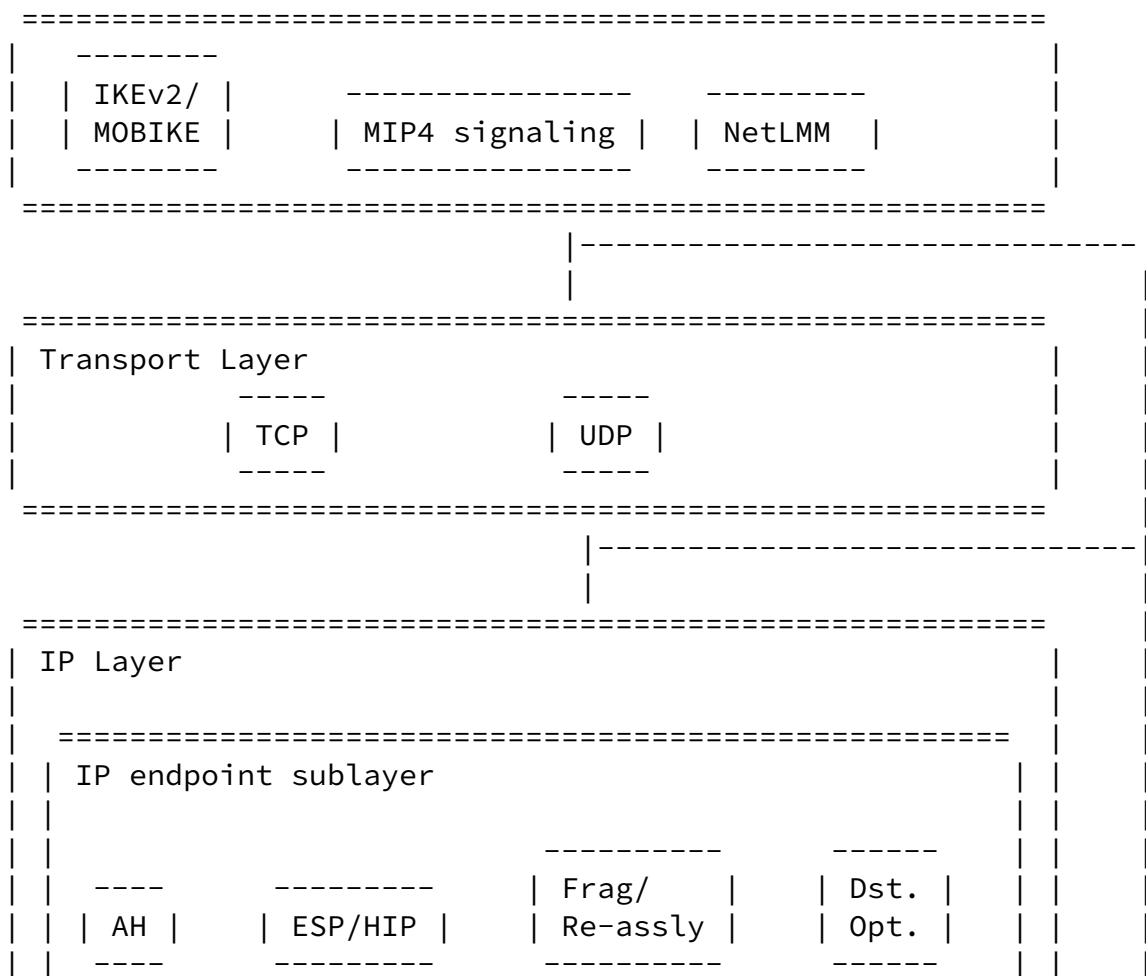 IKEv2/
MOBIKE
MIP4 signaling
NetLMM
Transport Layer
TCP
UDP
IP Layer
IP endpoint sublayer
Frag/
Dst.
AH
ESP/HIP
Re-assly
Opt.